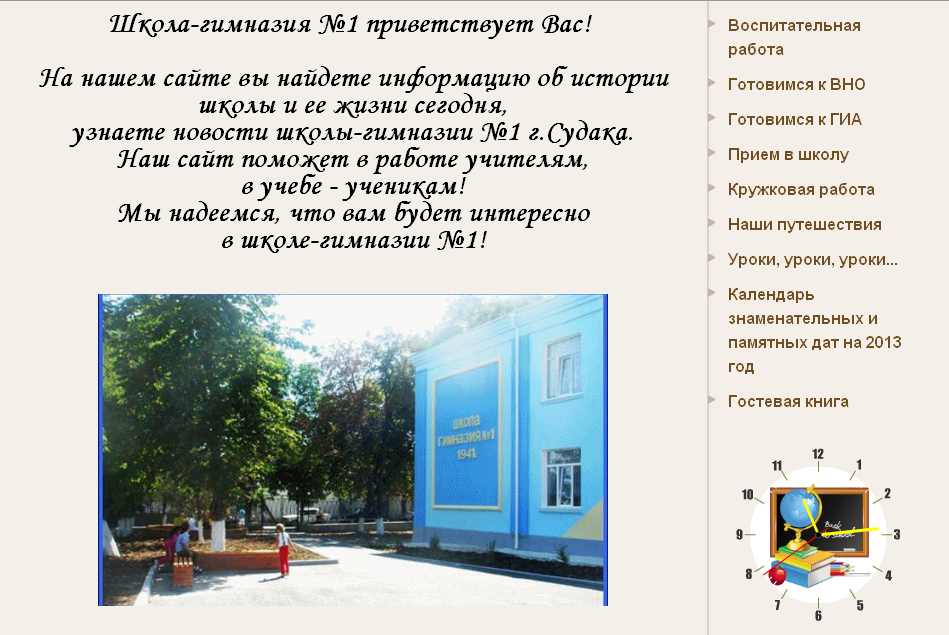 Школа-гимназия №1 приветствует Вас!
На нашем сайте вы найдете информацию об истории
школы и ее жизни сегодня,
узнаете новости школы-гимназии №1 г.Судака.
Наш сайт поможет в работе учителям,
в учебе - ученикам!
Мы надеемся, что вам будет интересно
в школе-гимназии №1!
школа
гимназия №1
1941
Воспитательная
работа
Готовимся к ВНО
Готовимся к ГИА
Прием в школу
Кружковая работа
Наши путешествия
Уроки, уроки, уроки...
Календарь
знаменательных и
памятных дат на 2013
год
Гостевая книга
12
11 1
10 2
9 3
8 4
7 5
6
Back
to school